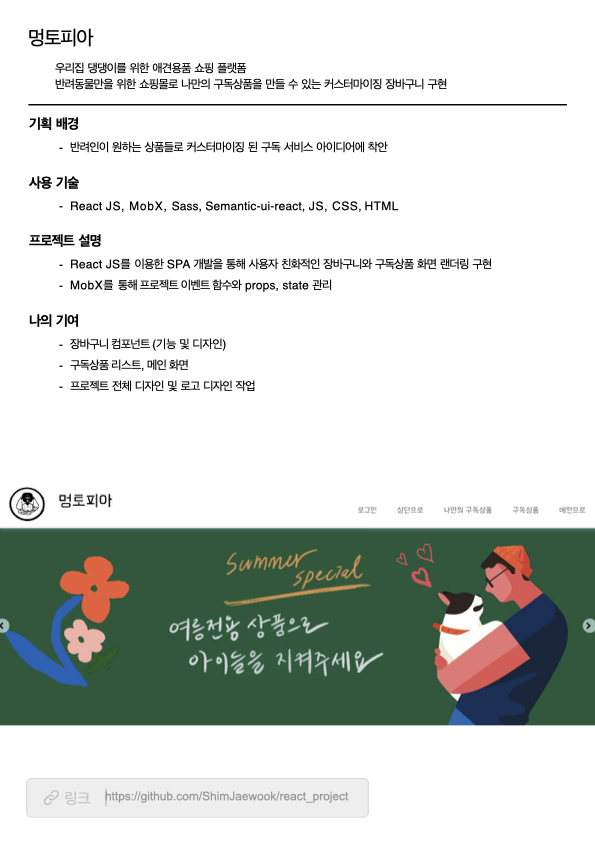 멍토피아
우리집 댕댕이를 위한 애견용품 쇼핑 플랫폼
반려동물만을 위한 쇼핑몰로 나만의 구독상품을 만들 수 있는 커스터마이징 장바구니 구현
기획 배경
- 반려인이 원하는 상품들로 커스터마이징 된 구독 서비스 아이디어에 착안
사용 기술
- React JS, MobX, Sass, Semantic-ui-react, JS, CSS, HTML
프로젝트 설명
- React JS를 이용한 SPA 개발을 통해 사용자 친화적인 장바구니와 구독상품 화면 랜더링 구현
- MobX를 통해 프로젝트 이벤트 함수와 props, state 관리
나의 기여
- 장바구니 컴포넌트 (기능 및 디자인)
- 구독상품 리스트, 메인 화면
- 프로젝트 전체 디자인 및 로고 디자인 작업
멍토피아
로그인 상단으로 나만의 구독상품 구독상품 메인으로
Summer
special
여름전용 상품으로
아이들을 지켜주세요
링크 https://github.com/ShimJaewook/react_project